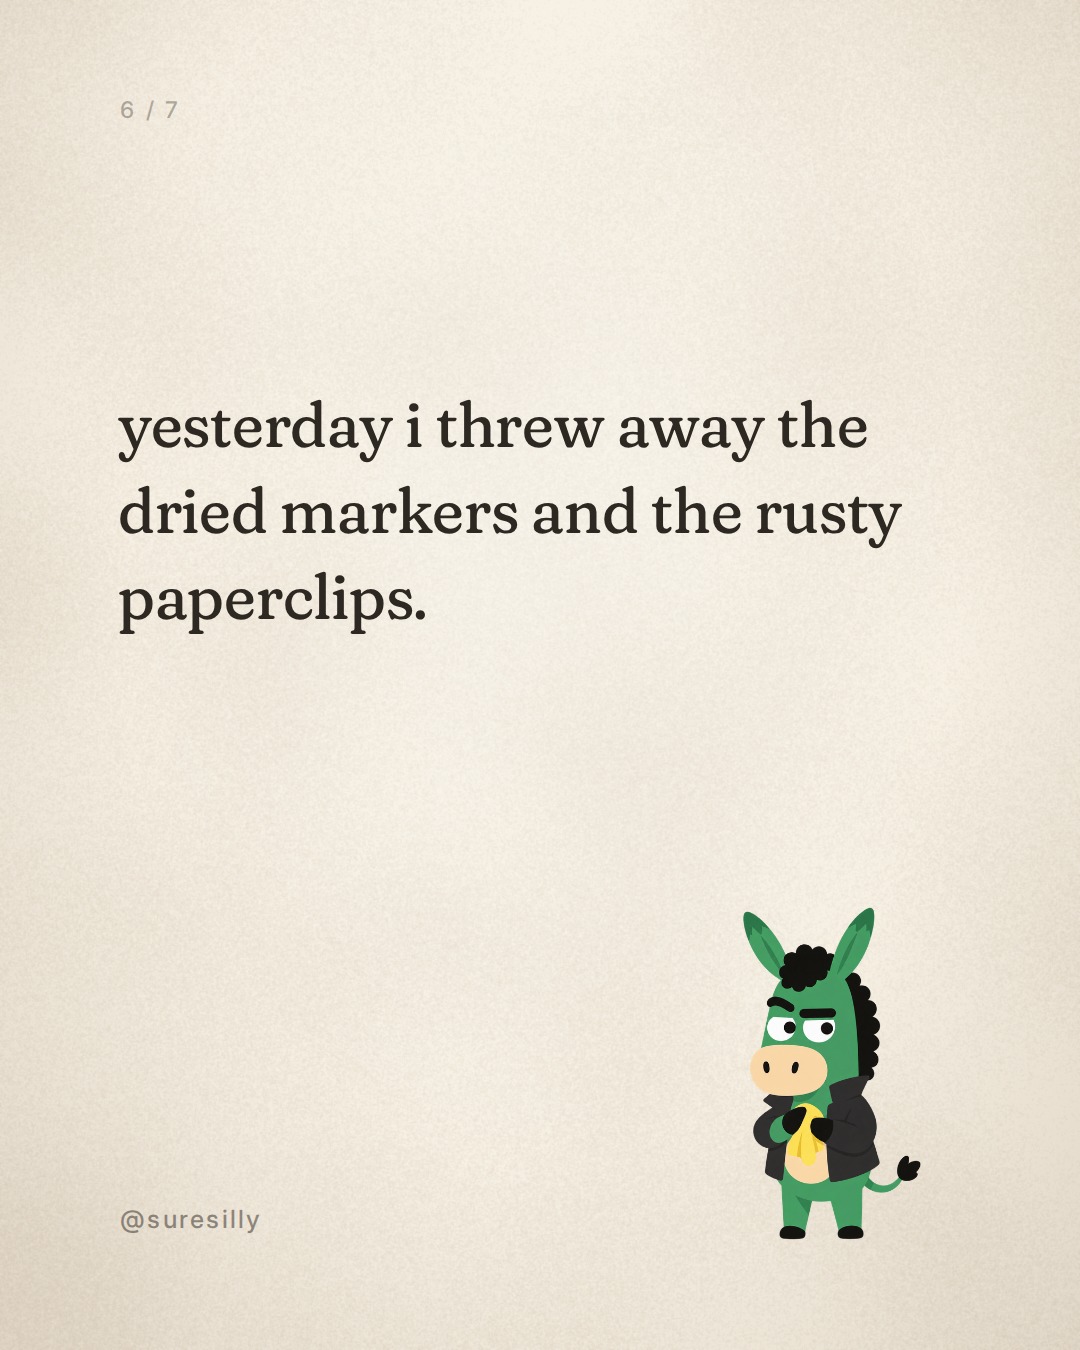 6 / 7
yesterday i threw away the
dried markers and the rusty
paperclips.
@suresilly